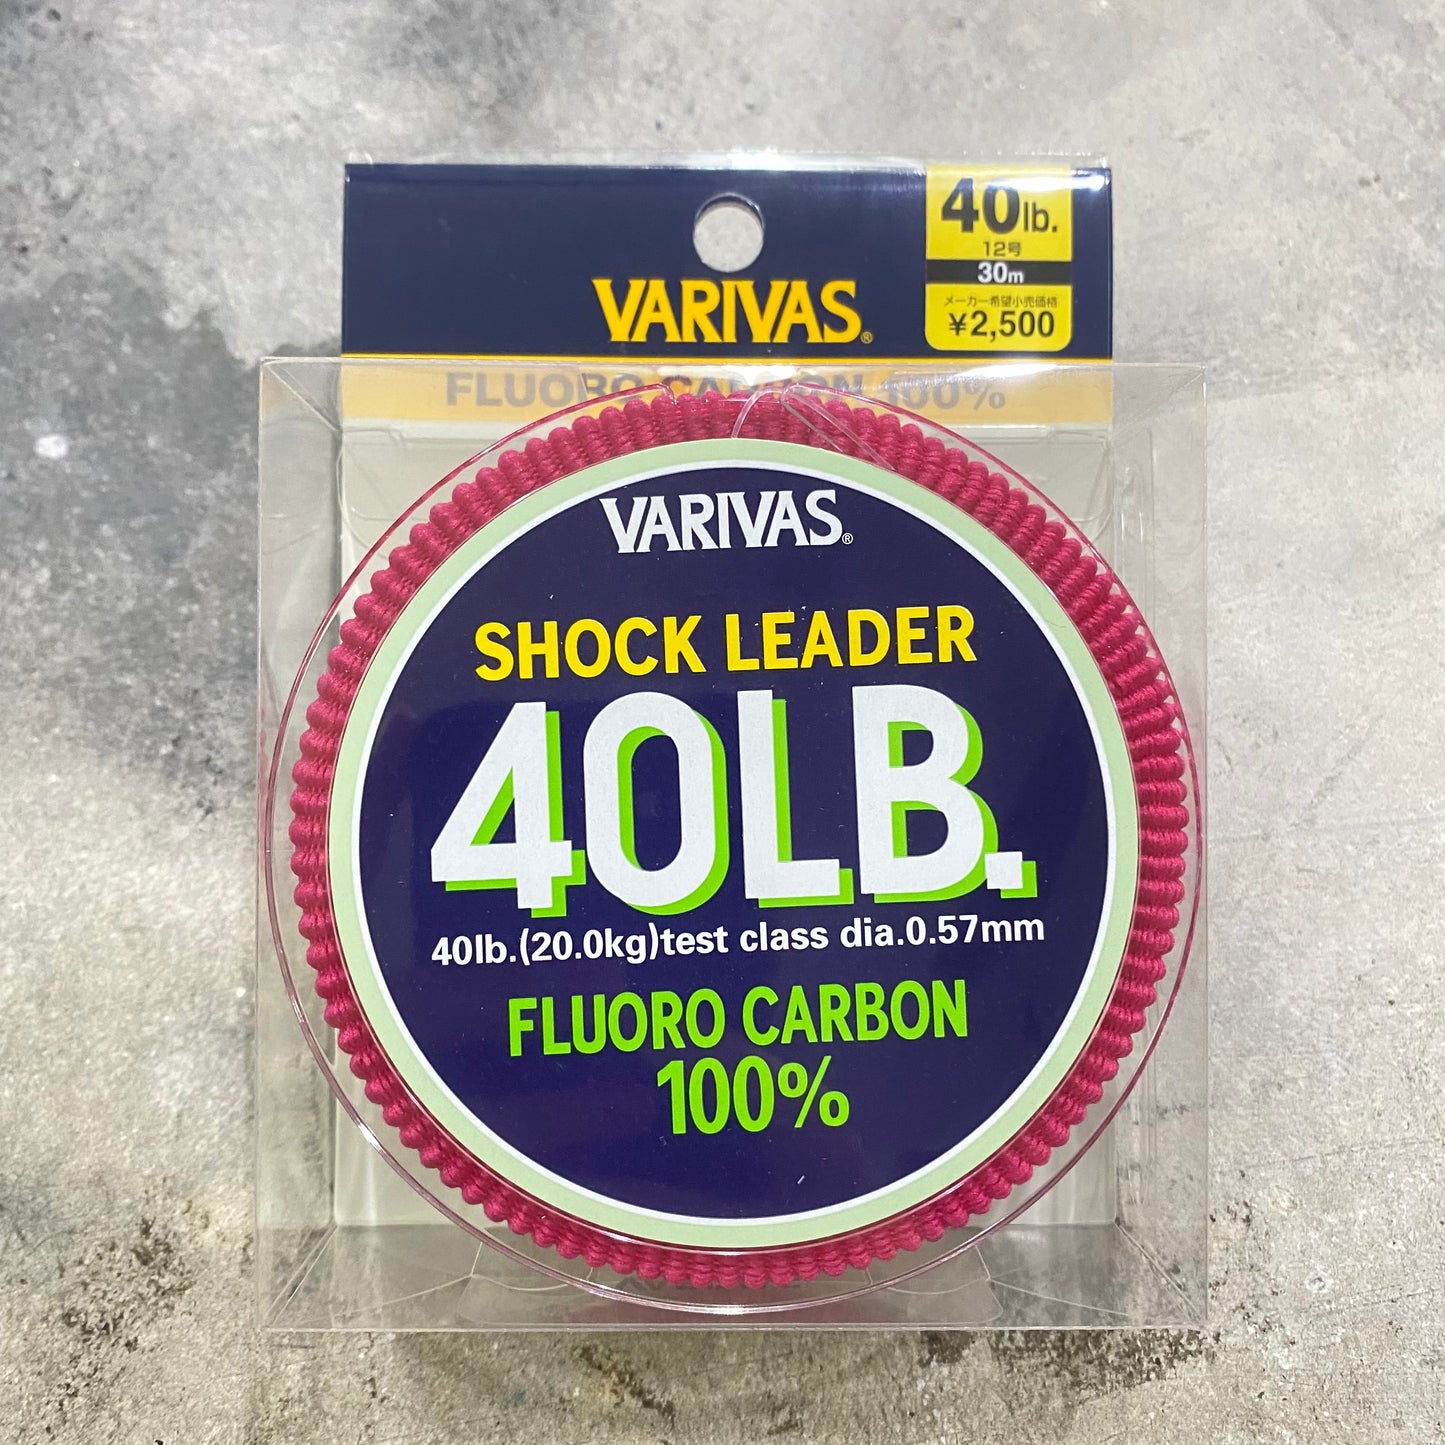 40lb.
12号
30m
メーカー希望小売価格
¥2,500
VARIVAS®
FLUORO CARBON 100%
VARIVAS®
SHOCK LEADER
40LB.
40lb.(20.0kg)test class dia.0.57mm
FLUORO CARBON
100%